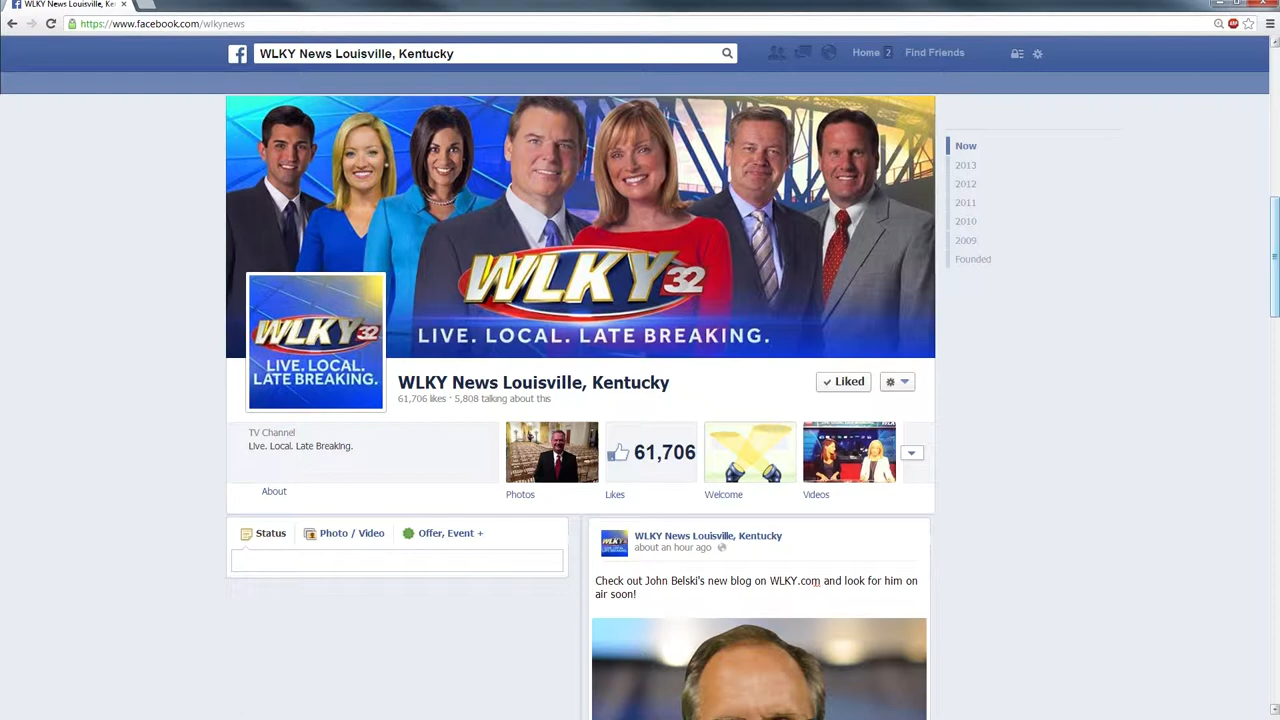 WLKY News Louisville, Ke
https://www.facebook.com/wlkynews
WLKY News Louisville, Kentucky
Home 2 Find Friends
Now
2013
2012
2011
2010
2009
Founded
WLKY 32
LIVE. LOCAL. LATE BREAKING.
WLKY 32
LIVE. LOCAL.
LATE BREAKING.
WLKY News Louisville, Kentucky
61,706 likes · 5,808 talking about this
Liked
TV Channel
Live. Local. Late Breaking.
About
61,706
Photos
Likes
Welcome
Videos
Status
Photo / Video
Offer, Event +
WLKY News Louisville, Kentucky
about an hour ago
Check out John Belski's new blog on WLKY.com and look for him on
air soon!